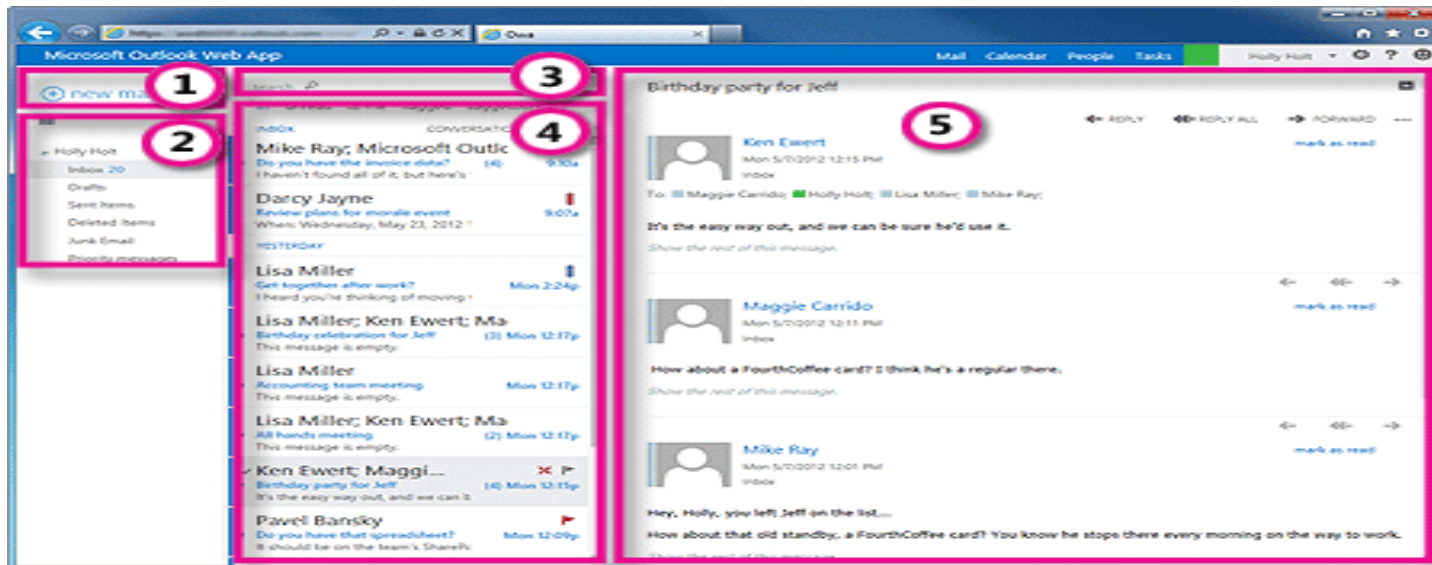 Owa
Microsoft Outlook Web App
Mail Calendar People Tasks Holly Holt
new
1
2
Holly Holt
Inbox 20
Drafts
Sent Items
Deleted Items
Junk Email
Priority messages
search
3
4
INBOX
Mike Ray; Microsoft
Do you have the invoice data? (4) 9:10a
I haven't found all of it, but here's
Darcy Jayne
Review plans for morale event 9:07a
When: Wednesday, May 23, 2012
YESTERDAY
Lisa Miller
Get together after work? Mon 2:24p
I heard you're thinking of moving
Lisa Miller; Ken Ewert; Ma
Birthday celebration for Jeff (3) Mon 12:17p
This message is empty.
Lisa Miller
Accounting team meeting Mon 12:17p
This message is empty.
Lisa Miller; Ken Ewert; Ma
All hands meeting (2) Mon 12:17p
This message is empty.
Ken Ewert; Maggi...
Birthday party for Jeff (4) Mon 12:15p
It's the easy way out, and we can b
Pavel Bansky
Do you have that spreadsheet? Mon 12:09p
It should be on the team's
Birthday party for Jeff
5
REPLY REPLY ALL FORWARD
Ken Ewert
mark as read
Mon 5/7/2012 12:15 PM
Inbox
To: Maggie Carrido; Holly Holt; Lisa Miller; Mike Ray;
It's the easy way out, and we can be sure he'd use it.
Show the rest of this message.
Maggie Carrido
mark as read
Mon 5/7/2012 12:11 PM
Inbox
How about a FourthCoffee card? I think he's a regular there.
Show the rest of this message.
Mike Ray
mark as read
Mon 5/7/2012 12:01 PM
Inbox
Hey, Holly, you left Jeff on the list...
How about that old standby, a FourthCoffee card? You know he stops there every morning on the way to work.